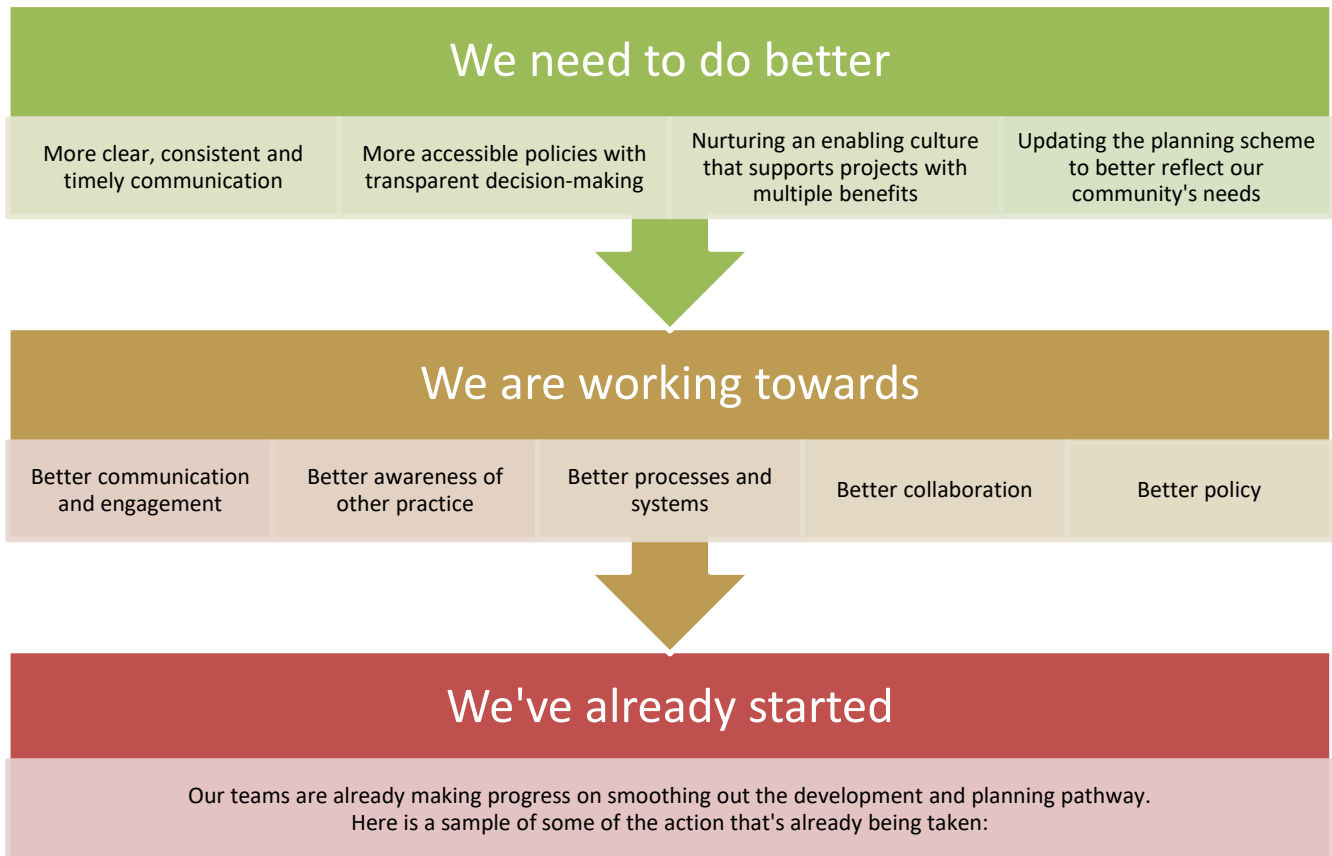 We need to do better
More clear, consistent and
timely communication
More accessible policies with
transparent decision-making
Nurturing an enabling culture
that supports projects with
multiple benefits
Updating the planning scheme
to better reflect our
community's needs
We are working towards
Better communication
and engagement
Better awareness of
other practice
Better processes and
systems
Better collaboration
Better policy
We've already started
Our teams are already making progress on smoothing out the development and planning pathway.
Here is a sample of some of the action that's already being taken: